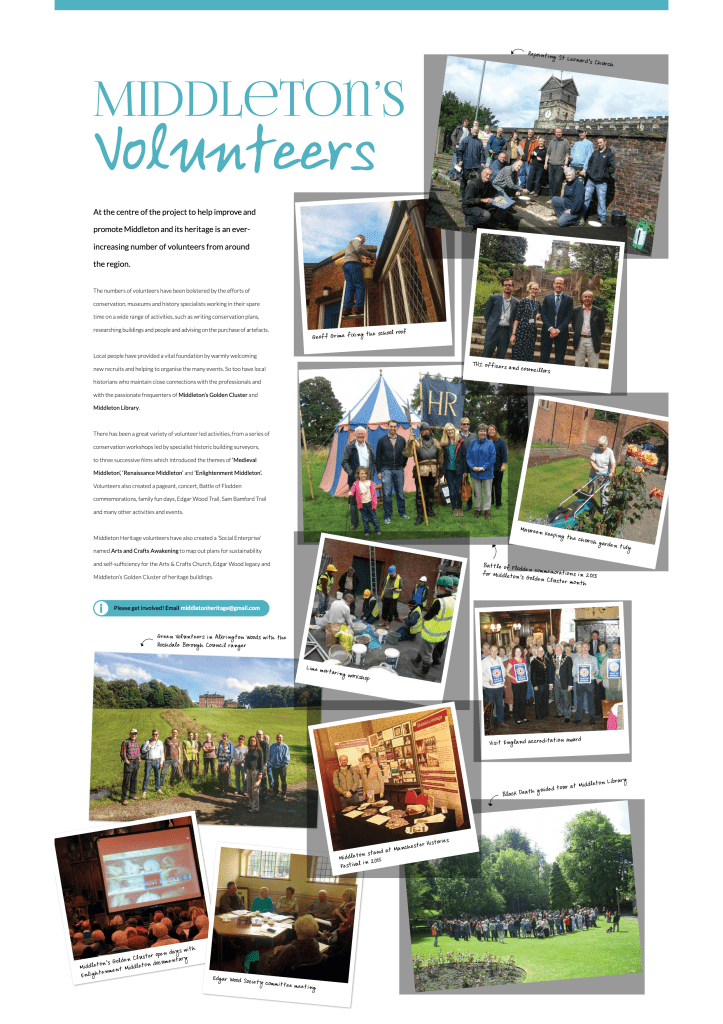 MIDDLETON'S
Volunteers
At the centre of the project to help improve and
promote Middleton and its heritage is an ever-
increasing number of volunteers from around
the region.
The numbers of volunteers have been bolstered by the efforts of
conservation, museums and history specialists working in their spare
time on a wide range of activities, such as writing conservation plans,
researching buildings and people and advising on the purchase of artefacts.
Local people have provided a vital foundation by warmly welcoming
new recruits and helping to organise the many events. So too have local
historians who maintain close connections with the professionals and
with the passionate frequenters of Middleton's Golden Cluster and
Middleton Library.
There has been a great variety of volunteer led activities, from a series of
conservation workshops led by specialist historic building surveyors,
to three successive films which introduced the themes of 'Medieval
Middleton', 'Renaissance Middleton' and 'Enlightenment Middleton'.
Volunteers also created a pageant, concert, Battle of Flodden
commemorations, family fun days, Edgar Wood Trail, Sam Bamford Trail
and many other activities and events.
Middleton Heritage volunteers have also created a 'Social Enterprise'
named Arts and Crafts Awakening to map out plans for sustainability
and self-sufficiency for the Arts & Crafts Church, Edgar Wood legacy and
Middleton's Golden Cluster of heritage buildings.
i Please get involved! Email middletonheritage@gmail.com
Repointing St Leonard's Church
Geoff Grime fixing the school roof
THI officers and councillors
HR
Maureen keeping the church garden tidy
Battle of Flodden commemorations in 2013
for Middleton's Golden Cluster month
Lime mortaring workshop
Green Volunteers in Alkrington Woods with the
Rochdale Borough Council ranger
Visit England accreditation award
Middleton stand at Manchester Histories
Festival in 2015
Black Death guided tour at Middleton Library
Middleton's Golden Cluster open days with
Enlightenment Middleton documentary
Edgar Wood Society committee meeting